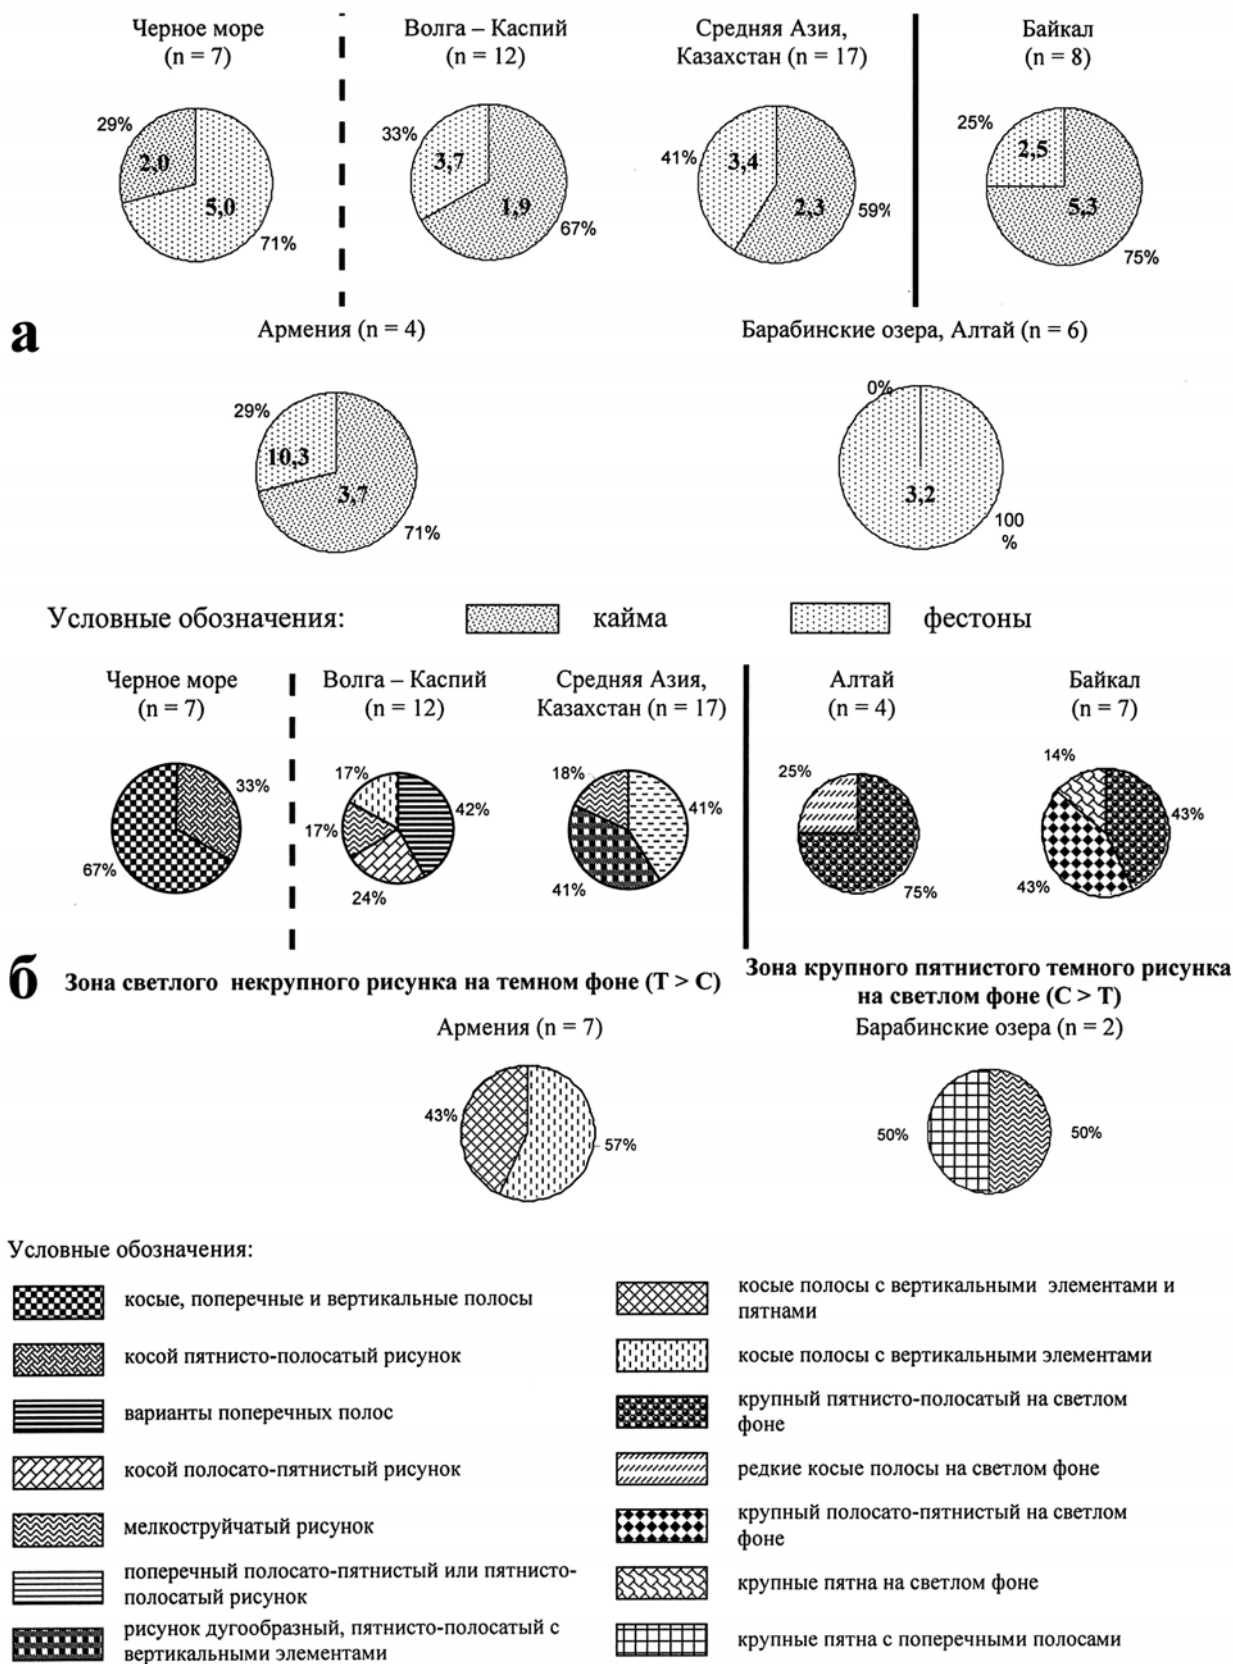 Черное море
(n = 7)
Волга – Каспий
(n = 12)
Средняя Азия,
Казахстан (n = 17)
Байкал
(n = 8)
29%
2,0
5,0
71%
33%
3,7
1,9
67%
41%
3,4
2,3
59%
25%
2,5
5,3
75%
а
Армения (n = 4)
Барабинские озера, Алтай (n = 6)
29%
10,3
3,7
71%
0%
3,2
100
%
Условные обозначения:
кайма
фестоны
Черное море
(n = 7)
Волга – Каспий
(n = 12)
Средняя Азия,
Казахстан (n = 17)
Алтай
(n = 4)
Байкал
(n = 7)
33%
67%
17%
42%
17%
24%
18%
41%
41%
25%
75%
14%
43%
43%
б
Зона светлого некрупного рисунка на темном фоне (Т > С)
Зона крупного пятнистого темного рисунка
на светлом фоне (С > Т)
Армения (n = 7)
Барабинские озера (n = 2)
43%
57%
50%
50%
Условные обозначения:
косые, поперечные и вертикальные полосы
косой пятнисто-полосатый рисунок
варианты поперечных полос
косой полосато-пятнистый рисунок
мелкоструйчатый рисунок
поперечный полосато-пятнистый или пятнисто-
полосатый рисунок
рисунок дугообразный, пятнисто-полосатый с
вертикальными элементами
косые полосы с вертикальными элементами и
пятнами
косые полосы с вертикальными элементами
крупный пятнисто-полосатый на светлом
фоне
редкие косые полосы на светлом фоне
крупный полосато-пятнистый на светлом
фоне
крупные пятна на светлом фоне
крупные пятна с поперечными полосами